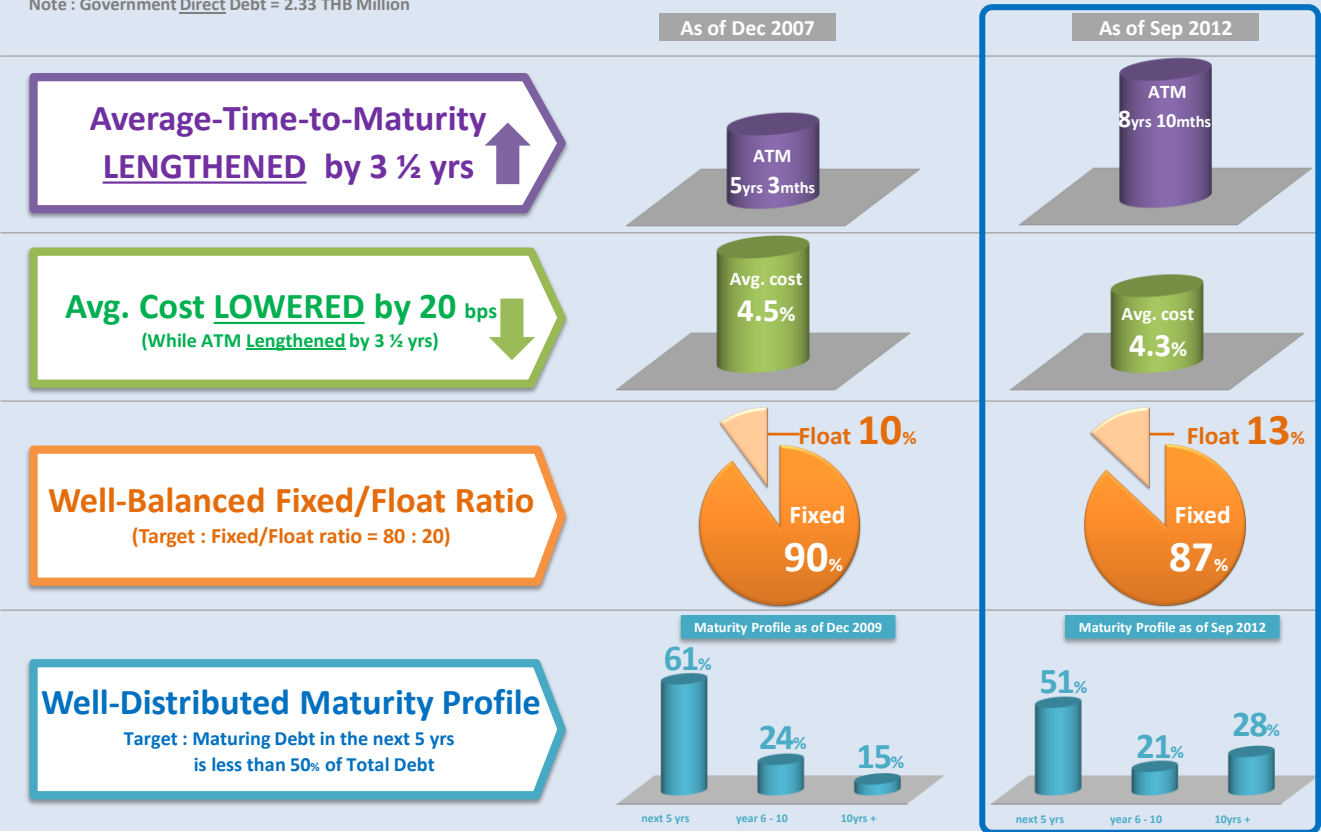 Note : Government Direct Debt = 2.33 THB Million
As of Dec 2007
As of Sep 2012
Average-Time-to-Maturity
LENGTHENED by 3 ½ yrs
ATM
5yrs 3mths
ATM
8yrs 10mths
Avg. Cost LOWERED by 20 bps
(While ATM Lengthened by 3 ½ yrs)
Avg. cost
4.5%
Avg. cost
4.3%
Well-Balanced Fixed/Float Ratio
(Target : Fixed/Float ratio = 80 : 20)
Float 10%
Fixed
90%
Float 13%
Fixed
87%
Well-Distributed Maturity Profile
Target : Maturing Debt in the next 5 yrs
is less than 50% of Total Debt
Maturity Profile as of Dec 2009
61%
24%
15%
next 5 yrs
year 6 - 10
10yrs +
Maturity Profile as of Sep 2012
51%
21%
28%
next 5 yrs
year 6 - 10
10yrs +